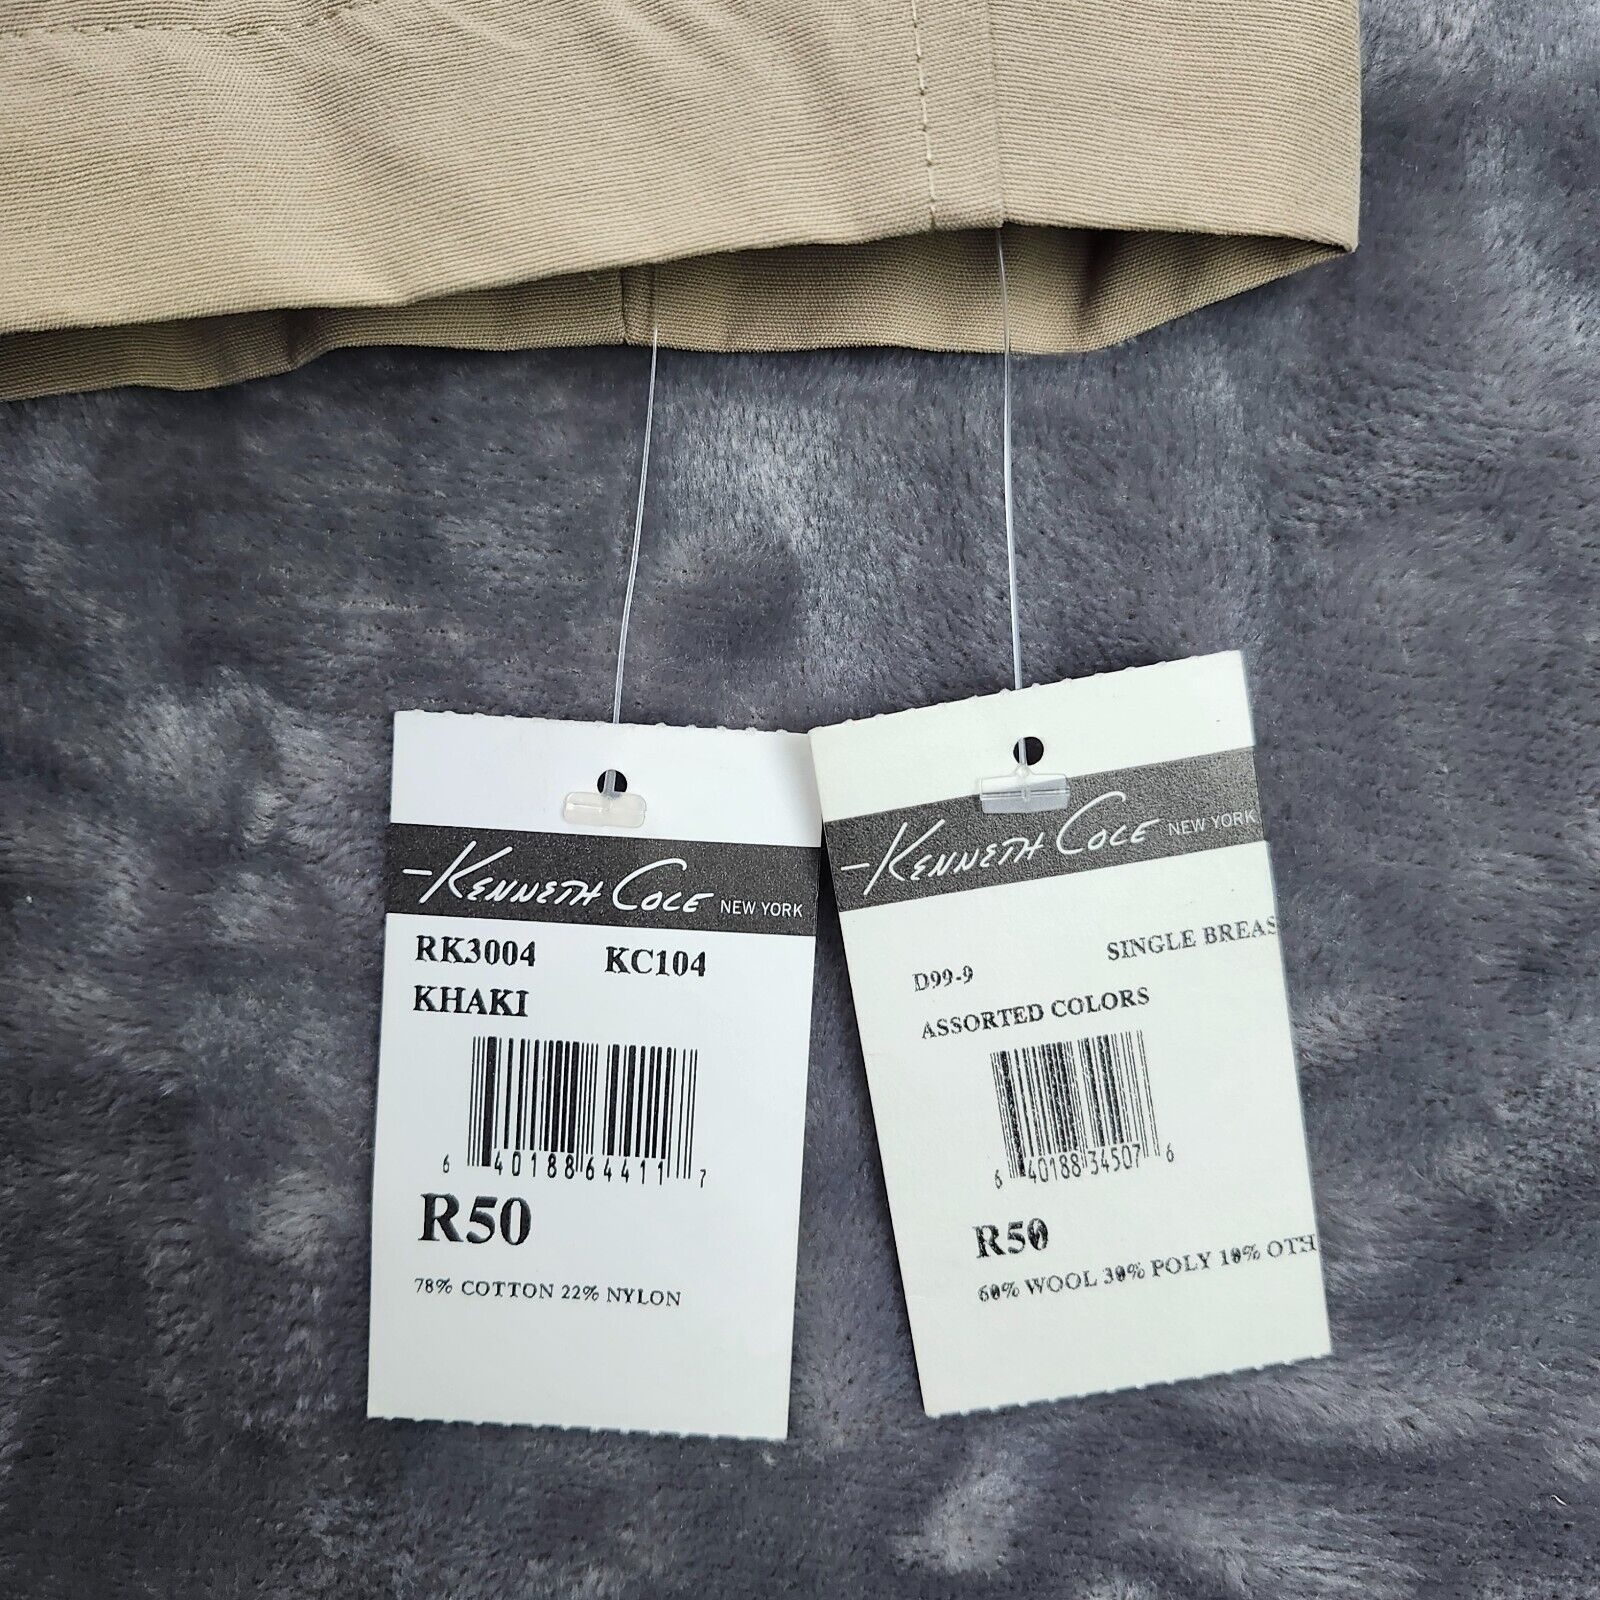 Kenneth Cole NEW YORK
RK3004 KC104
KHAKI
6 40188 64411 7
R50
78% COTTON 22% NYLON
Kenneth Cole NEW YORK
D99-9 SINGLE BREAS
ASSORTED COLORS
6 40188 34507 6
R50
60% WOOL 30% POLY 10% OTH